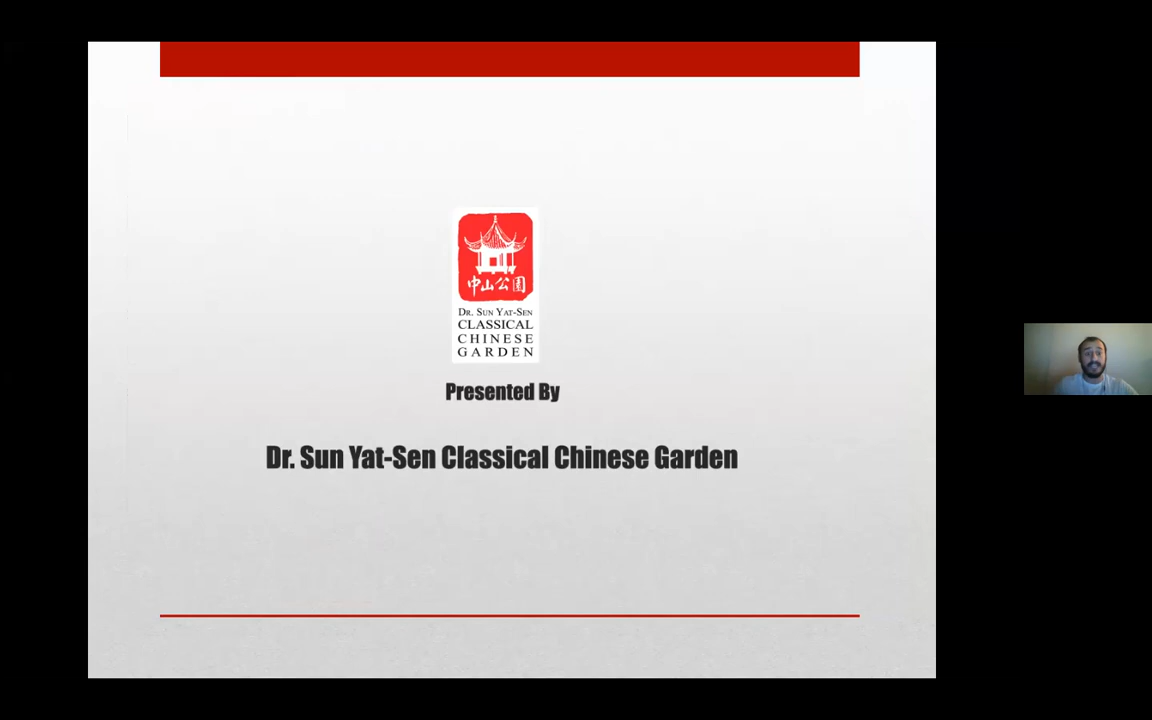 中山公園
Dr. Sun Yat-Sen
CLASSICAL
CHINESE
GARDEN
Presented By
Dr. Sun Yat-Sen Classical Chinese Garden